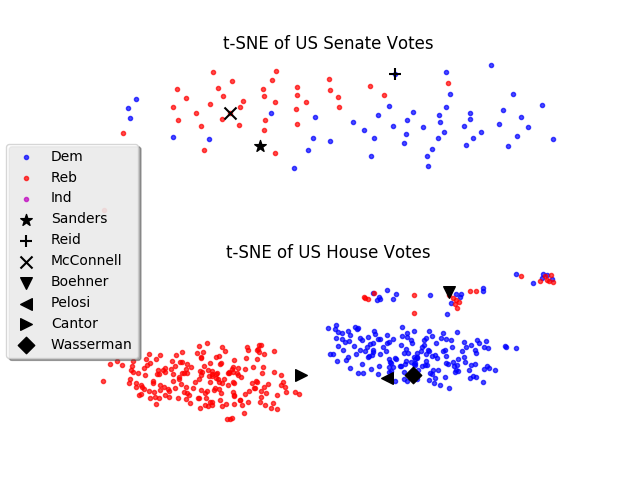 t-SNE of US Senate Votes
Dem
Reb
Ind
Sanders
Reid
McConnell
Boehner
Pelosi
Cantor
Wasserman
t-SNE of US House Votes